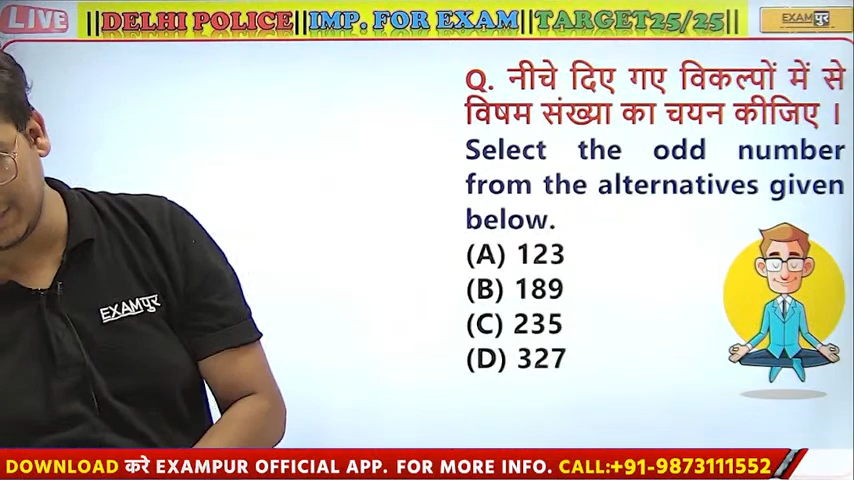 LIVE ||DELHI POLICE||IMP. FOR EXAM||TARGET25/25|| EXAMपुर
Q. नीचे दिए गए विकल्पों में से
विषम संख्या का चयन कीजिए ।
Select the odd number
from the alternatives given
below.
(A) 123
(B) 189
(C) 235
(D) 327
EXAMपुर
DOWNLOAD करे EXAMPUR OFFICIAL APP. FOR MORE INFO. CALL:+91-9873111552